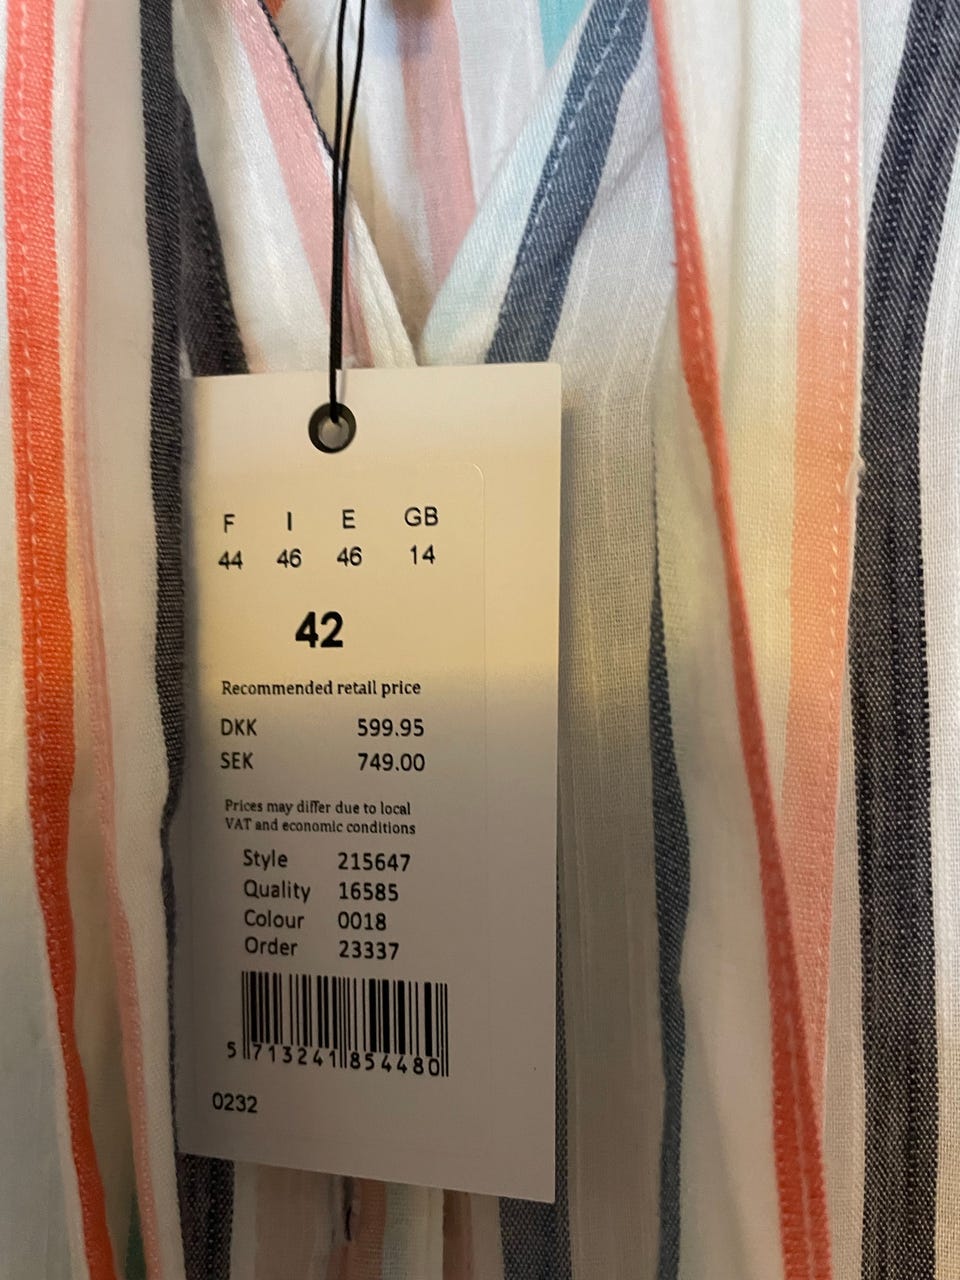 F I E GB
44 46 46 14
42
Recommended retail price
DKK 599.95
SEK 749.00
Prices may differ due to local
VAT and economic conditions
Style 215647
Quality 16585
Colour 0018
Order 23337
5 713241 854480
0232